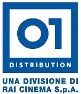 01
DISTRIBUTION
UNA DIVISIONE DI
RAI CINEMA S.p.A.